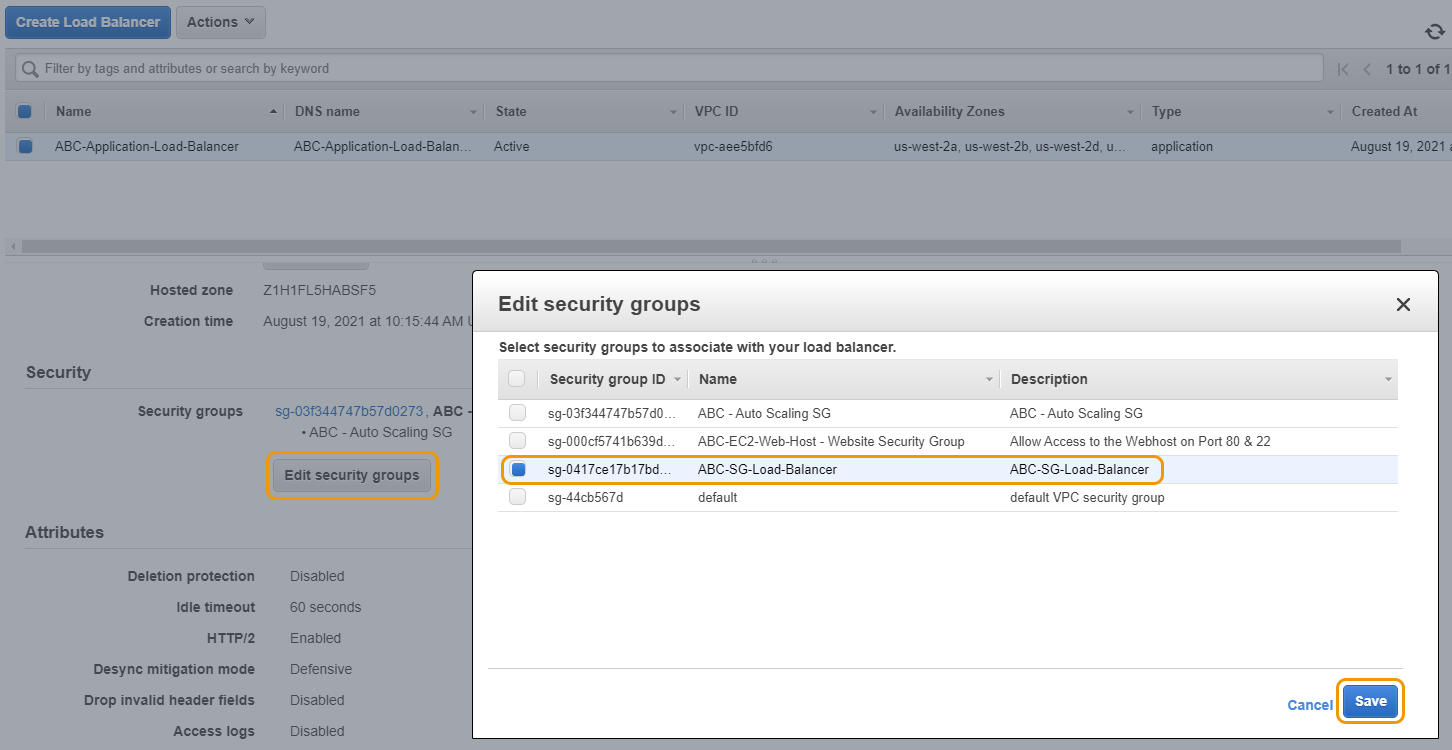 Create Load Balancer Actions
Filter by tags and attributes or search by keyword 1 to 1 of 1
Name DNS name State VPC ID Availability Zones Type Created At
ABC-Application-Load-Balancer ABC-Application-Load-Balan... Active vpc-aee5bfd6 us-west-2a, us-west-2b, us-west-2d, u... application August 19, 2021
Hosted zone Z1H1FL5HABSF5
Creation time August 19, 2021 at 10:15:44 AM
Security
Security groups sg-03f344747b57d0273, ABC -
• ABC - Auto Scaling SG
Edit security groups
Attributes
Deletion protection Disabled
Idle timeout 60 seconds
HTTP/2 Enabled
Desync mitigation mode Defensive
Drop invalid header fields Disabled
Access logs Disabled
Edit security groups
Select security groups to associate with your load balancer.
Security group ID Name Description
sg-03f344747b57d0... ABC - Auto Scaling SG ABC - Auto Scaling SG
sg-000cf5741b639d... ABC-EC2-Web-Host - Website Security Group Allow Access to the Webhost on Port 80 & 22
sg-0417ce17b17bd... ABC-SG-Load-Balancer ABC-SG-Load-Balancer
sg-44cb567d default default VPC security group
Cancel Save